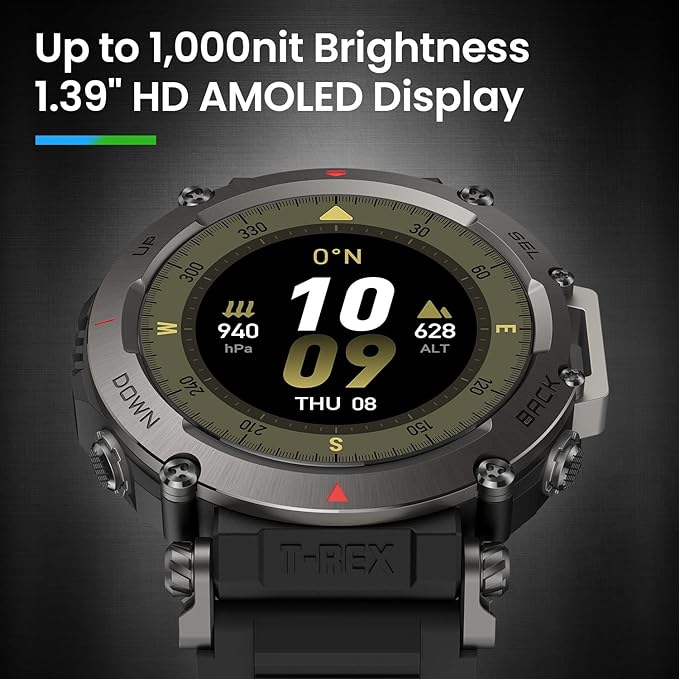 Up to 1,000nit Brightness
1.39" HD AMOLED Display
UP
SEL
DOWN
BACK
330
30
300
60
W
E
240
120
210
150
S
0°N
10
09
940
hPa
628
ALT
THU 08
T-REX